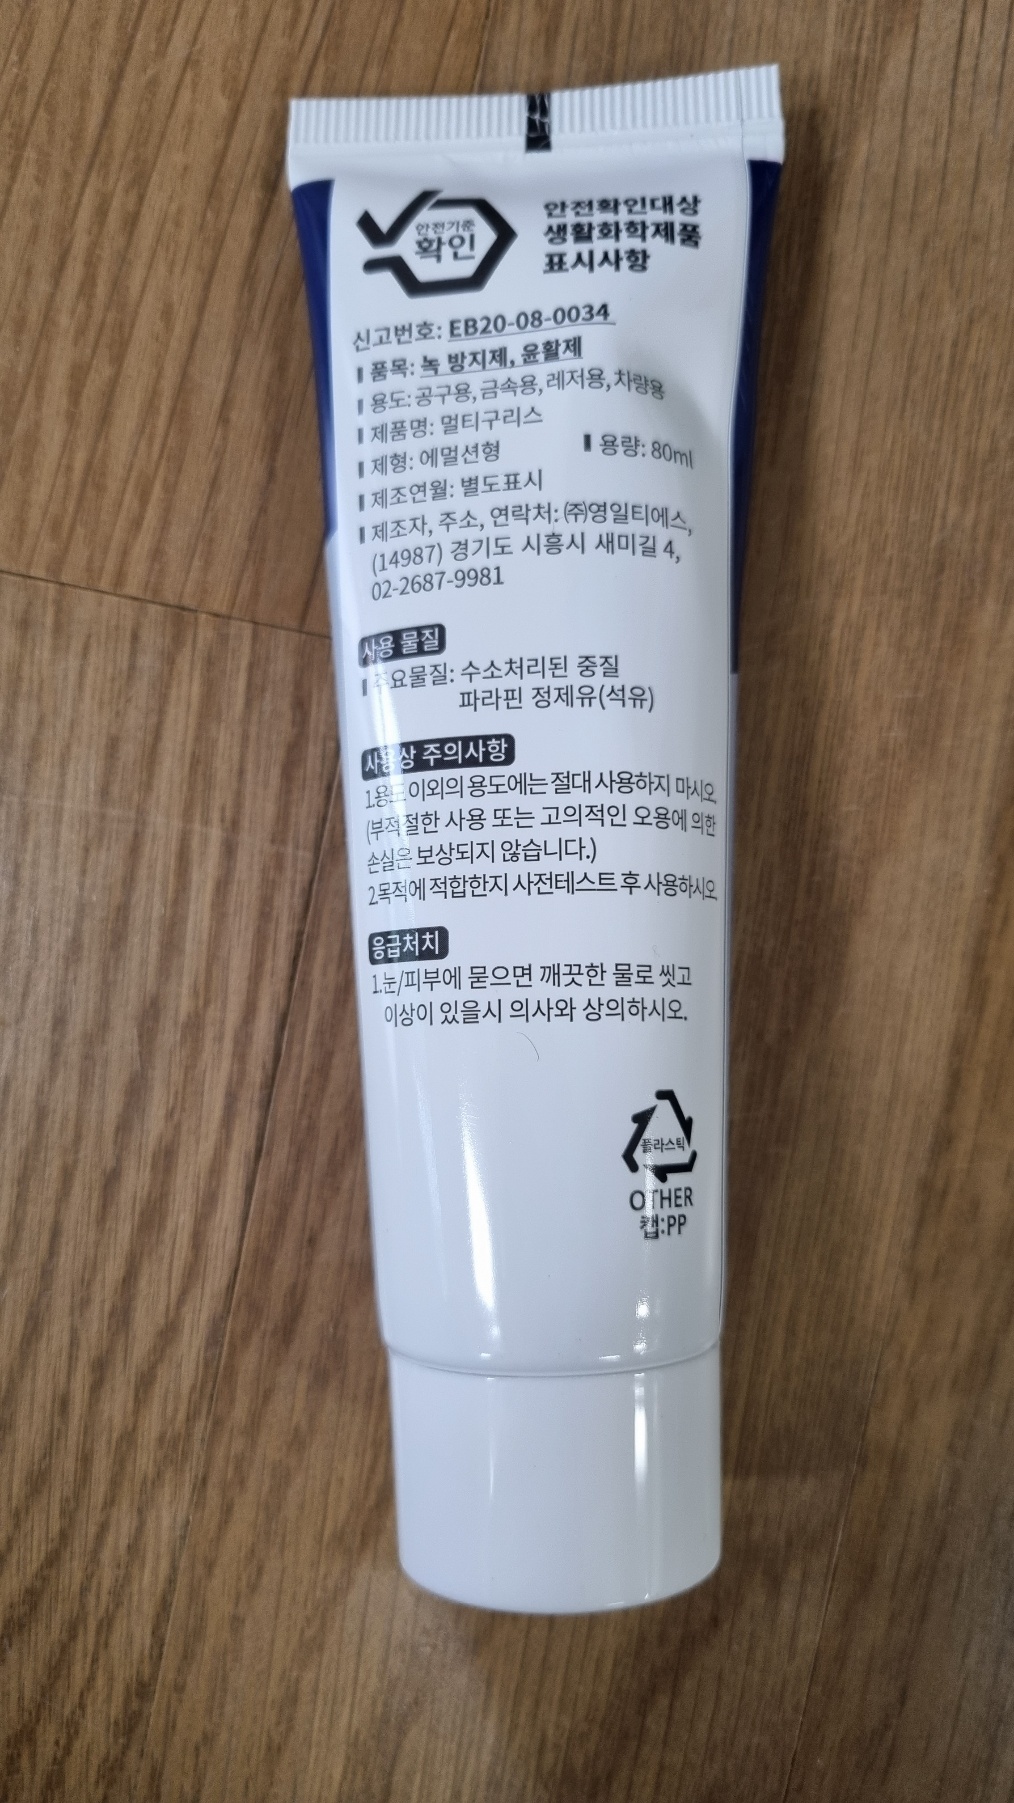 안전기준
확인
안전확인대상
생활화학제품
표시사항
신고번호: EB20-08-0034
품목: 녹 방지제, 윤활제
용도: 공구용, 금속용, 레저용, 차량용
제품명: 멀티구리스
제형: 에멀션형
용량: 80ml
제조연월: 별도표시
제조자, 주소, 연락처: ㈜영일티에스,
(14987) 경기도 시흥시 새미길 4,
02-2687-9981
사용 물질
주요물질: 수소처리된 중질
파라핀 정제유(석유)
사용상 주의사항
1.용도 이외의 용도에는 절대 사용하지 마시오.
(부적절한 사용 또는 고의적인 오용에 의한
손실은 보상되지 않습니다.)
2.목적에 적합한지 사전테스트 후 사용하시오.
응급처치
1.눈/피부에 묻으면 깨끗한 물로 씻고
이상이 있을시 의사와 상의하시오.
플라스틱
OTHER
캡:PP